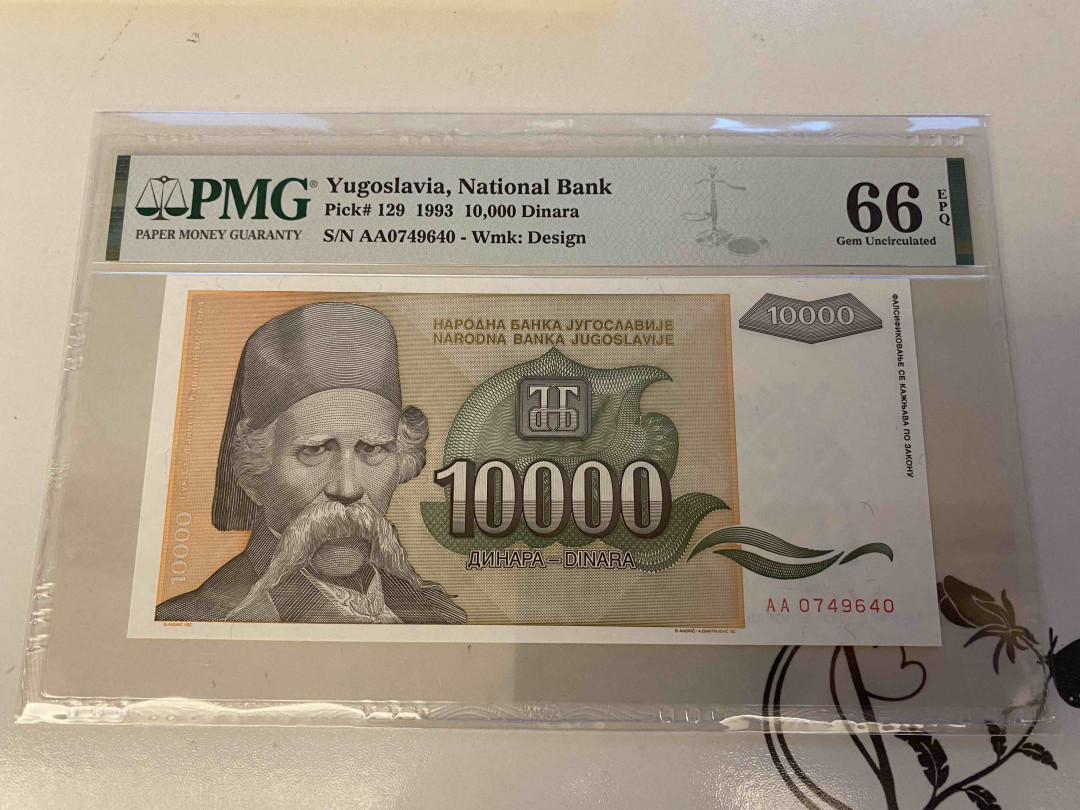 PMG®
PAPER MONEY GUARANTY
Yugoslavia, National Bank
Pick# 129 1993 10,000 Dinara
S/N AA0749640 - Wmk: Design
66
EPQ
Gem Uncirculated
НАРОДНА БАНКА ЈУГОСЛАВИЈЕ
NARODNA BANKA JUGOSLAVIJE
10000
ФАЛСИФИКОВАЊЕ СЕ КАЖЊАВА ПО ЗАКОНУ
10000
ДИНАРА – DINARA
10000
AA 0749640